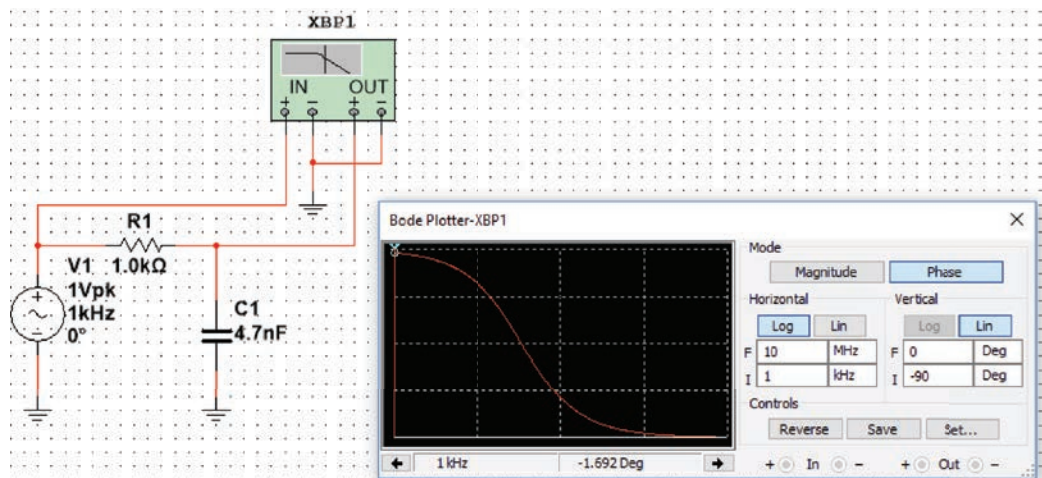 XBP1
IN OUT
+ − + −
R1
1.0kΩ
V1
1Vpk
1kHz
0°
+
−
C1
4.7nF
Bode Plotter-XBP1
Mode
Magnitude Phase
Horizontal Vertical
Log Lin Log Lin
F 10 MHz F 0 Deg
I 1 kHz I -90 Deg
Controls
Reverse Save Set...
1 kHz -1.692 Deg
+ In − + Out −